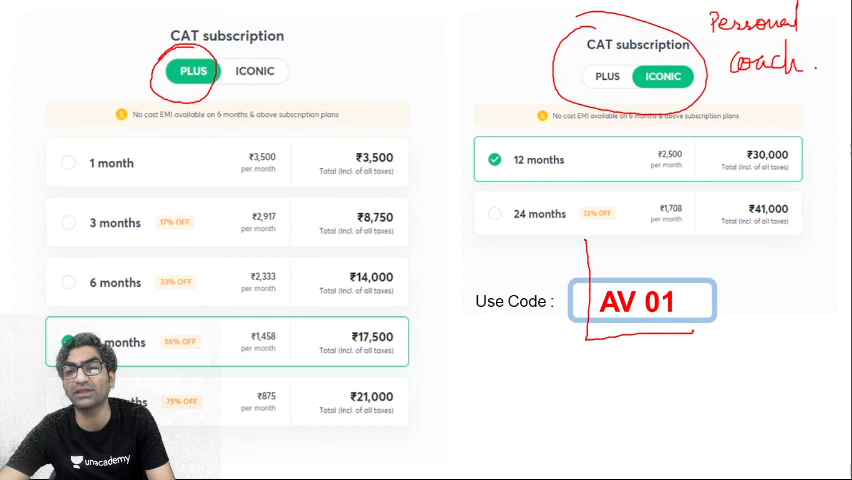 CAT subscription
PLUS ICONIC
No cost EMI available on 6 months & above subscription plans
1 month ₹3,500 per month ₹3,500 Total (Incl. of all taxes)
3 months 17% OFF ₹2,917 per month ₹8,750 Total (Incl. of all taxes)
6 months 33% OFF ₹2,333 per month ₹14,000 Total (Incl. of all taxes)
months 58% OFF ₹1,458 per month ₹17,500 Total (Incl. of all taxes)
75% OFF ₹875 per month ₹21,000 Total (Incl. of all taxes)
unacademy
Personal
coach.
CAT subscription
PLUS ICONIC
No cost EMI available on 6 months & above subscription plans
12 months ₹2,500 per month ₹30,000 Total (Incl. of all taxes)
24 months 32% OFF ₹1,708 per month ₹41,000 Total (Incl. of all taxes)
Use Code : AV 01